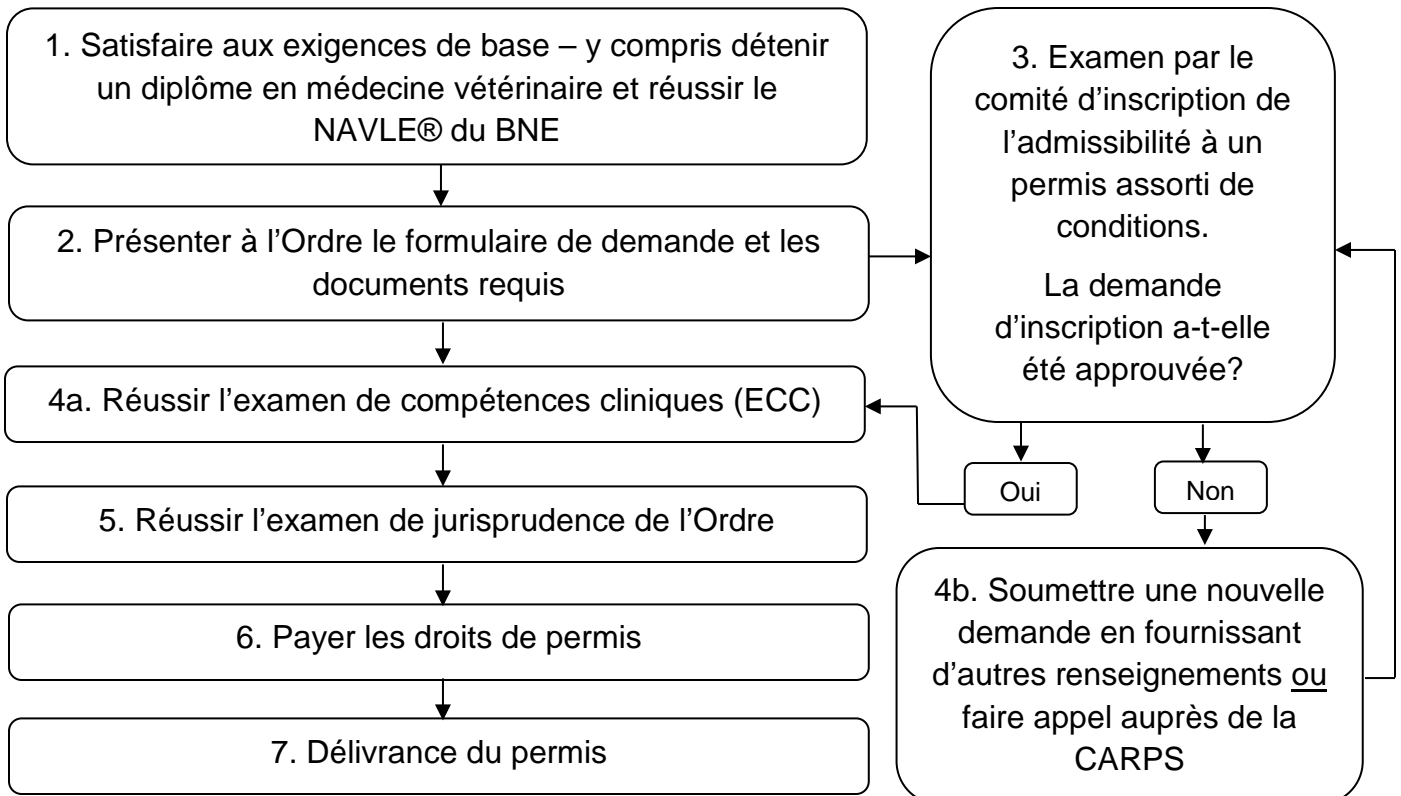 1. Satisfaire aux exigences de base – y compris détenir
un diplôme en médecine vétérinaire et réussir le
NAVLE® du BNE
2. Présenter à l’Ordre le formulaire de demande et les
documents requis
3. Examen par le
comité d’inscription de
l’admissibilité à un
permis assorti de
conditions.
La demande
d’inscription a-t-elle
été approuvée?
Oui
Non
4a. Réussir l’examen de compétences cliniques (ECC)
4b. Soumettre une nouvelle
demande en fournissant
d’autres renseignements ou
faire appel auprès de la
CARPS
5. Réussir l’examen de jurisprudence de l’Ordre
6. Payer les droits de permis
7. Délivrance du permis